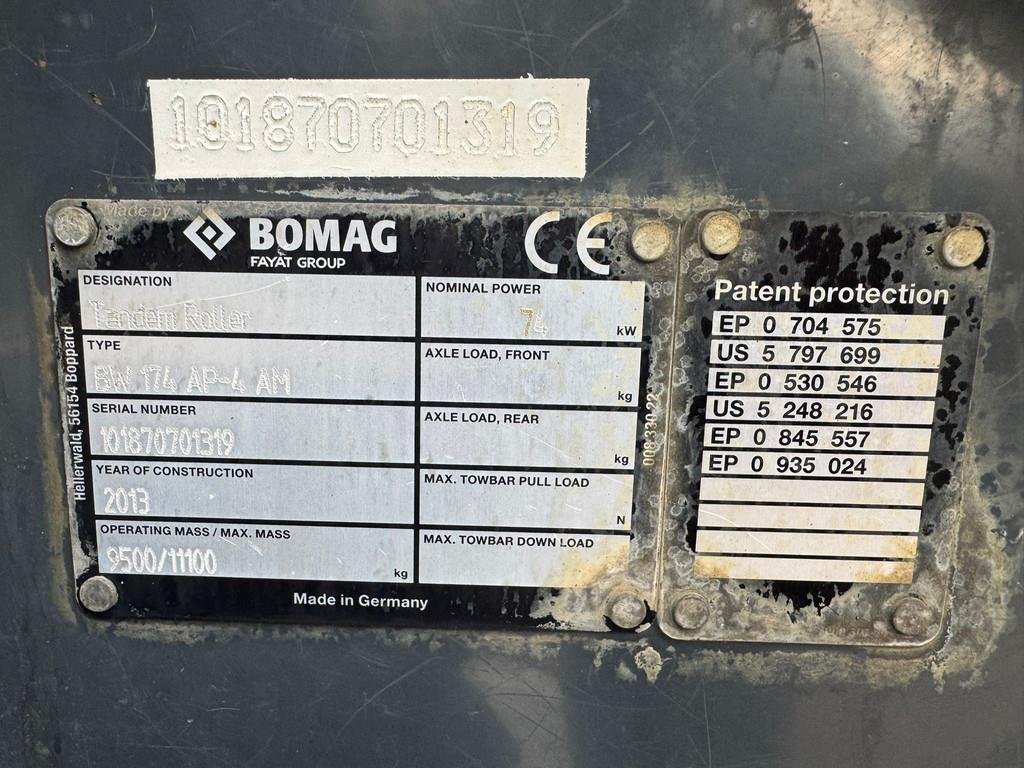 101870701319
Made by BOMAG CE
FAYAT GROUP
Hellerwald, 56154 Boppard
DESIGNATION
Tandem Roller
NOMINAL POWER
74 kW
TYPE
BW 174 AP-4 AM
AXLE LOAD, FRONT
kg
SERIAL NUMBER
101870701319
AXLE LOAD, REAR
kg
YEAR OF CONSTRUCTION
2013
MAX. TOWBAR PULL LOAD
N
OPERATING MASS / MAX. MASS
9500/11100 kg
MAX. TOWBAR DOWN LOAD
Made in Germany
008 330 22
Patent protection
EP 0 704 575
US 5 797 699
EP 0 530 546
US 5 248 216
EP 0 845 557
EP 0 935 024